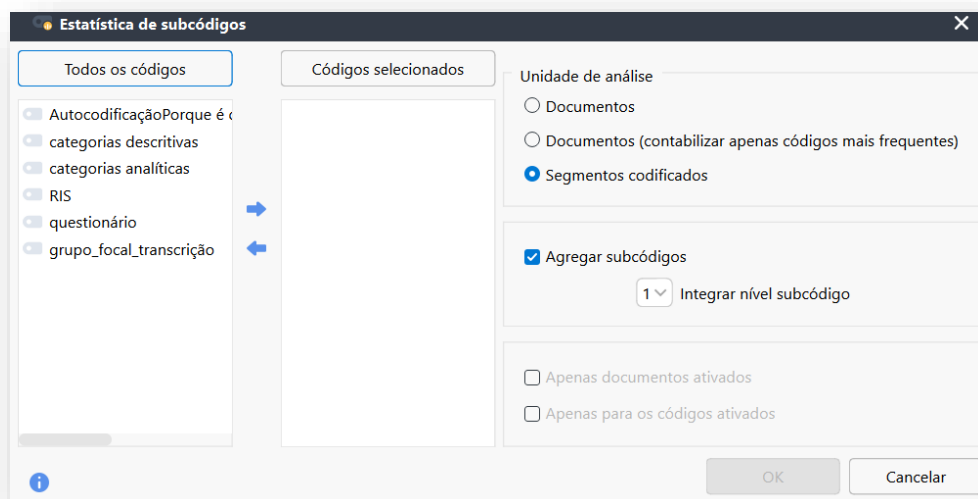 Estatística de subcódigos
Todos os códigos
Códigos selecionados
AutocodificaçãoPorque é
categorias descritivas
categorias analíticas
RIS
questionário
grupo_focal_transcrição
Unidade de análise
Documentos
Documentos (contabilizar apenas códigos mais frequentes)
Segmentos codificados
Agregar subcódigos
1 Integrar nível subcódigo
Apenas documentos ativados
Apenas para os códigos ativados
OK
Cancelar